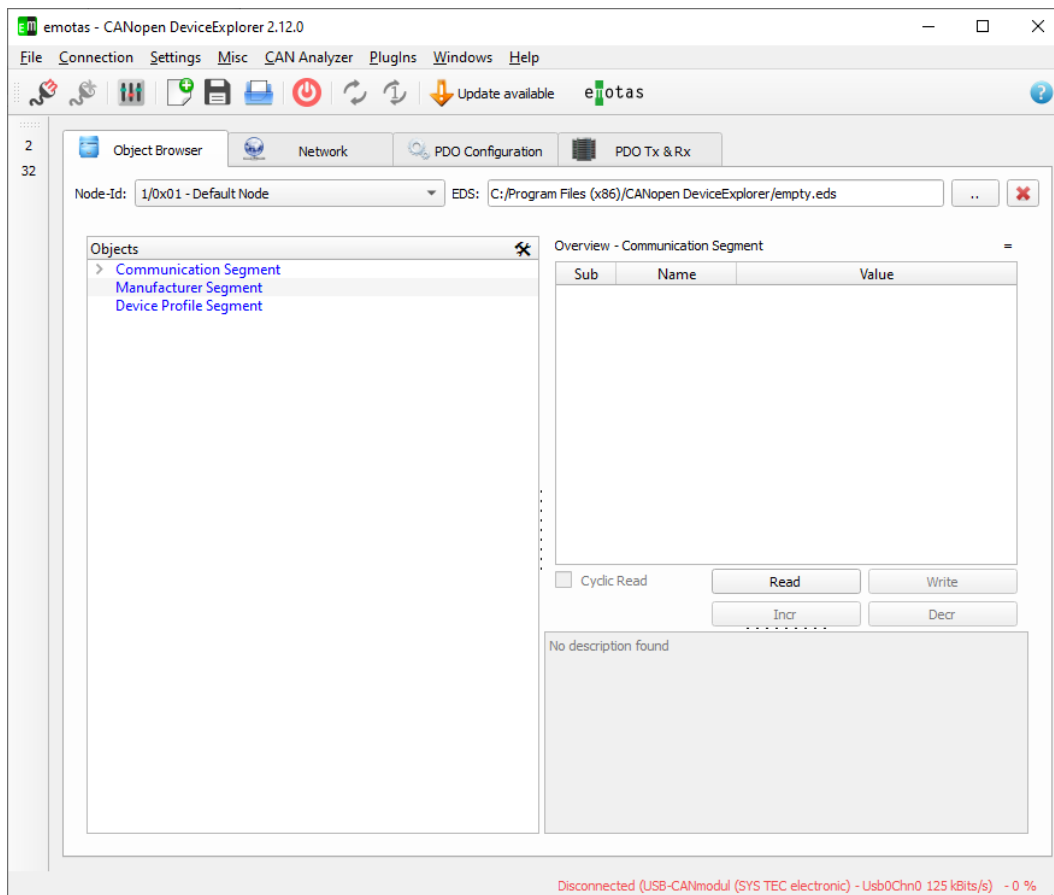 emotas - CANopen DeviceExplorer 2.12.0
File Connection Settings Misc CAN Analyzer PlugIns Windows Help
Update available emotas
2
32
Object Browser Network PDO Configuration PDO Tx & Rx
Node-Id: 1/0x01 - Default Node EDS: C:/Program Files (x86)/CANopen DeviceExplorer/empty.eds ..
Objects
Communication Segment
Manufacturer Segment
Device Profile Segment
Overview - Communication Segment =
Sub Name Value
Cyclic Read Read Write
Incr Decr
No description found
Disconnected (USB-CANmodul (SYS TEC electronic) - Usb0Chn0 125 kBits/s) - 0 %